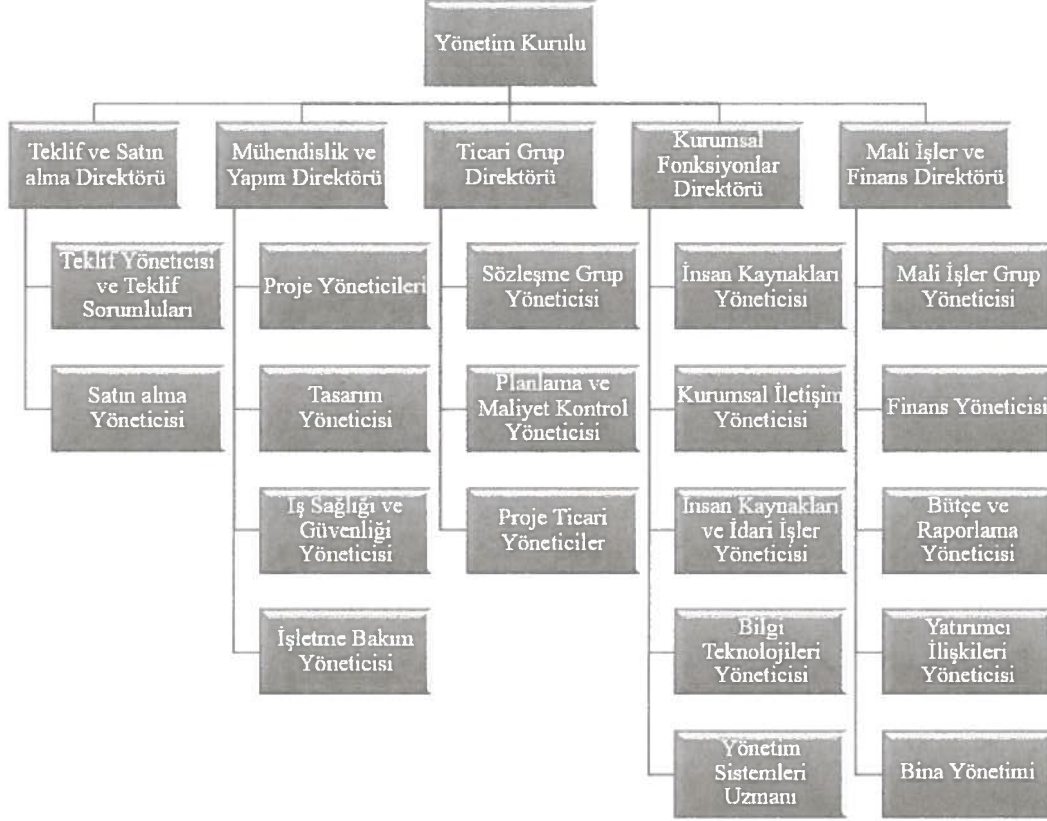 Yönetim Kurulu
Teklif ve Satın
alma Direktörü
Teklif Yöneticisi
ve Teklif
Sorumluları
Satın alma
Yöneticisi
Mühendislik ve
Yapım Direktörü
Proje Yöneticileri
Tasarım
Yöneticisi
İş Sağlığı ve
Güvenliği
Yöneticisi
İşletme Bakım
Yöneticisi
Ticari Grup
Direktörü
Sözleşme Grup
Yöneticisi
Planlama ve
Maliyet Kontrol
Yöneticisi
Proje Ticari
Yöneticiler
Kurumsal
Fonksiyonlar
Direktörü
İnsan Kaynakları
Yöneticisi
Kurumsal İletişim
Yöneticisi
İnsan Kaynakları
ve İdari İşler
Yöneticisi
Bilgi
Teknolojileri
Yöneticisi
Yönetim
Sistemleri
Uzmanı
Mali İşler ve
Finans Direktörü
Mali İşler Grup
Yöneticisi
Finans Yöneticisi
Bütçe ve
Raporlama
Yöneticisi
Yatırımcı
İlişkileri
Yöneticisi
Bina Yönetimi